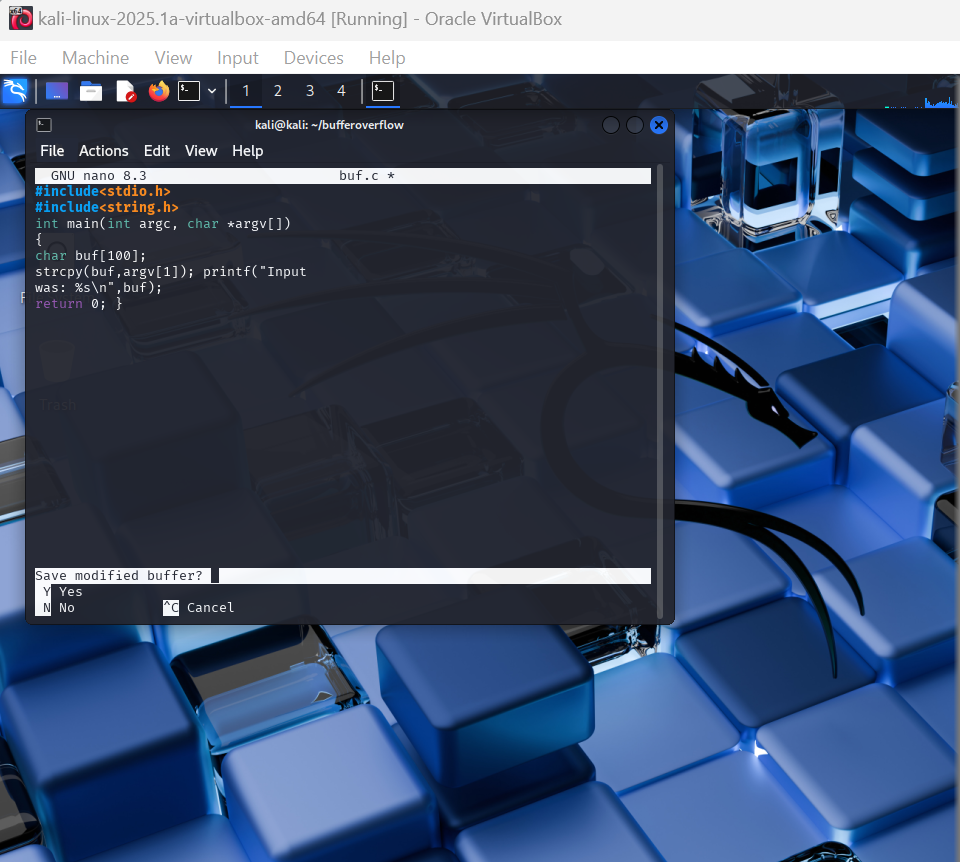 kali-linux-2025.1a-virtualbox-amd64 [Running] - Oracle VirtualBox
File Machine View Input Devices Help
1 2 3 4
kali@kali: ~/bufferoverflow
File Actions Edit View Help
GNU nano 8.3 buf.c *
#include<stdio.h>
#include<string.h>
int main(int argc, char *argv[])
{
char buf[100];
strcpy(buf,argv[1]); printf("Input
was: %s\n",buf);
return 0; }
Trash
Save modified buffer?
Y Yes
N No ^C Cancel